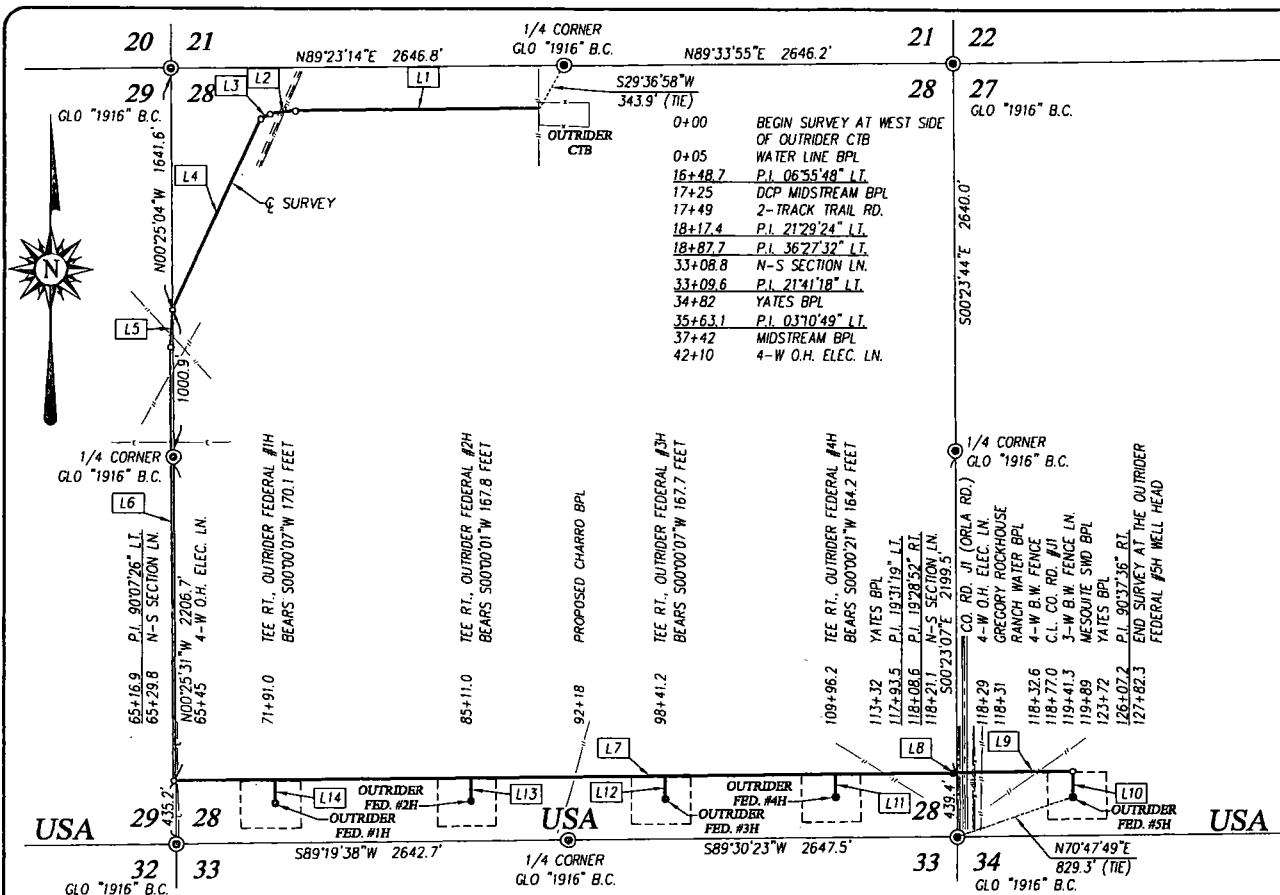 20 21
1/4 CORNER
GLO "1916" B.C.
21 22
N89°23'14"E 2646.8'
N89°33'55"E 2646.2'
29 28
GLO "1916" B.C.
L3
L2
L1
S29°36'58"W
343.9' (TIE)
28 27
GLO "1916" B.C.
OUTRIDER
CTB
0+00 BEGIN SURVEY AT WEST SIDE
OF OUTRIDER CTB
0+05 WATER LINE BPL
16+48.7 P.I. 06°55'48" LT.
17+25 DCP MIDSTREAM BPL
17+49 2-TRACK TRAIL RD.
18+17.4 P.I. 21°29'24" LT.
18+87.7 P.I. 36°27'32" LT.
33+08.8 N-S SECTION LN.
33+09.6 P.I. 21°41'18" LT.
34+82 YATES BPL
35+63.1 P.I. 03°10'49" LT.
37+42 MIDSTREAM BPL
42+10 4-W O.H. ELEC. LN.
N00°25'04"W 1641.6'
L4
℄ SURVEY
N
L5
1000.9'
S00°23'44"E 2640.0'
1/4 CORNER
GLO "1916" B.C.
1/4 CORNER
GLO "1916" B.C.
L6
65+16.9 P.I. 90°07'26" LT.
65+29.8 N-S SECTION LN.
N00°25'31"W 2206.7'
65+45 4-W O.H. ELEC. LN.
71+91.0 TEE RT., OUTRIDER FEDERAL #1H
BEARS S00°00'07"W 170.1 FEET
85+11.0 TEE RT., OUTRIDER FEDERAL #2H
BEARS S00°00'01"W 167.8 FEET
92+18 PROPOSED CHARRO BPL
98+41.2 TEE RT., OUTRIDER FEDERAL #3H
BEARS S00°00'07"W 167.7 FEET
109+96.2 TEE RT., OUTRIDER FEDERAL #4H
BEARS S00°00'21"W 164.2 FEET
113+32 YATES BPL
117+93.5 P.I. 19°31'19" LT.
118+08.6 P.I. 19°28'52" RT.
118+21.1 N-S SECTION LN.
S00°23'07"E 2199.5'
CO. RD. J1 (ORLA RD.)
118+29 4-W O.H. ELEC. LN.
118+31 GREGORY ROCKHOUSE
RANCH WATER BPL
118+32.6 4-W B.W. FENCE
118+77.0 C.L. CO. RD. #J1
119+41.3 3-W B.W. FENCE LN.
119+89 MESQUITE SWD BPL
123+72 YATES BPL
126+07.2 P.I. 90°37'36" RT.
127+82.3 END SURVEY AT THE OUTRIDER
FEDERAL #5H WELL HEAD
L7
L8
L9
435.2'
L14
OUTRIDER
FED. #1H
OUTRIDER
FED. #2H
L13
L12
OUTRIDER
FED. #3H
OUTRIDER
FED. #4H
L11
439.4'
L10
OUTRIDER
FED. #5H
USA
29 28
USA
28
USA
S89°19'38"W 2642.7'
S89°30'23"W 2647.5'
N70°47'49"E
829.3' (TIE)
32 33
GLO "1916" B.C.
1/4 CORNER
GLO "1916" B.C.
33 34
GLO "1916" B.C.